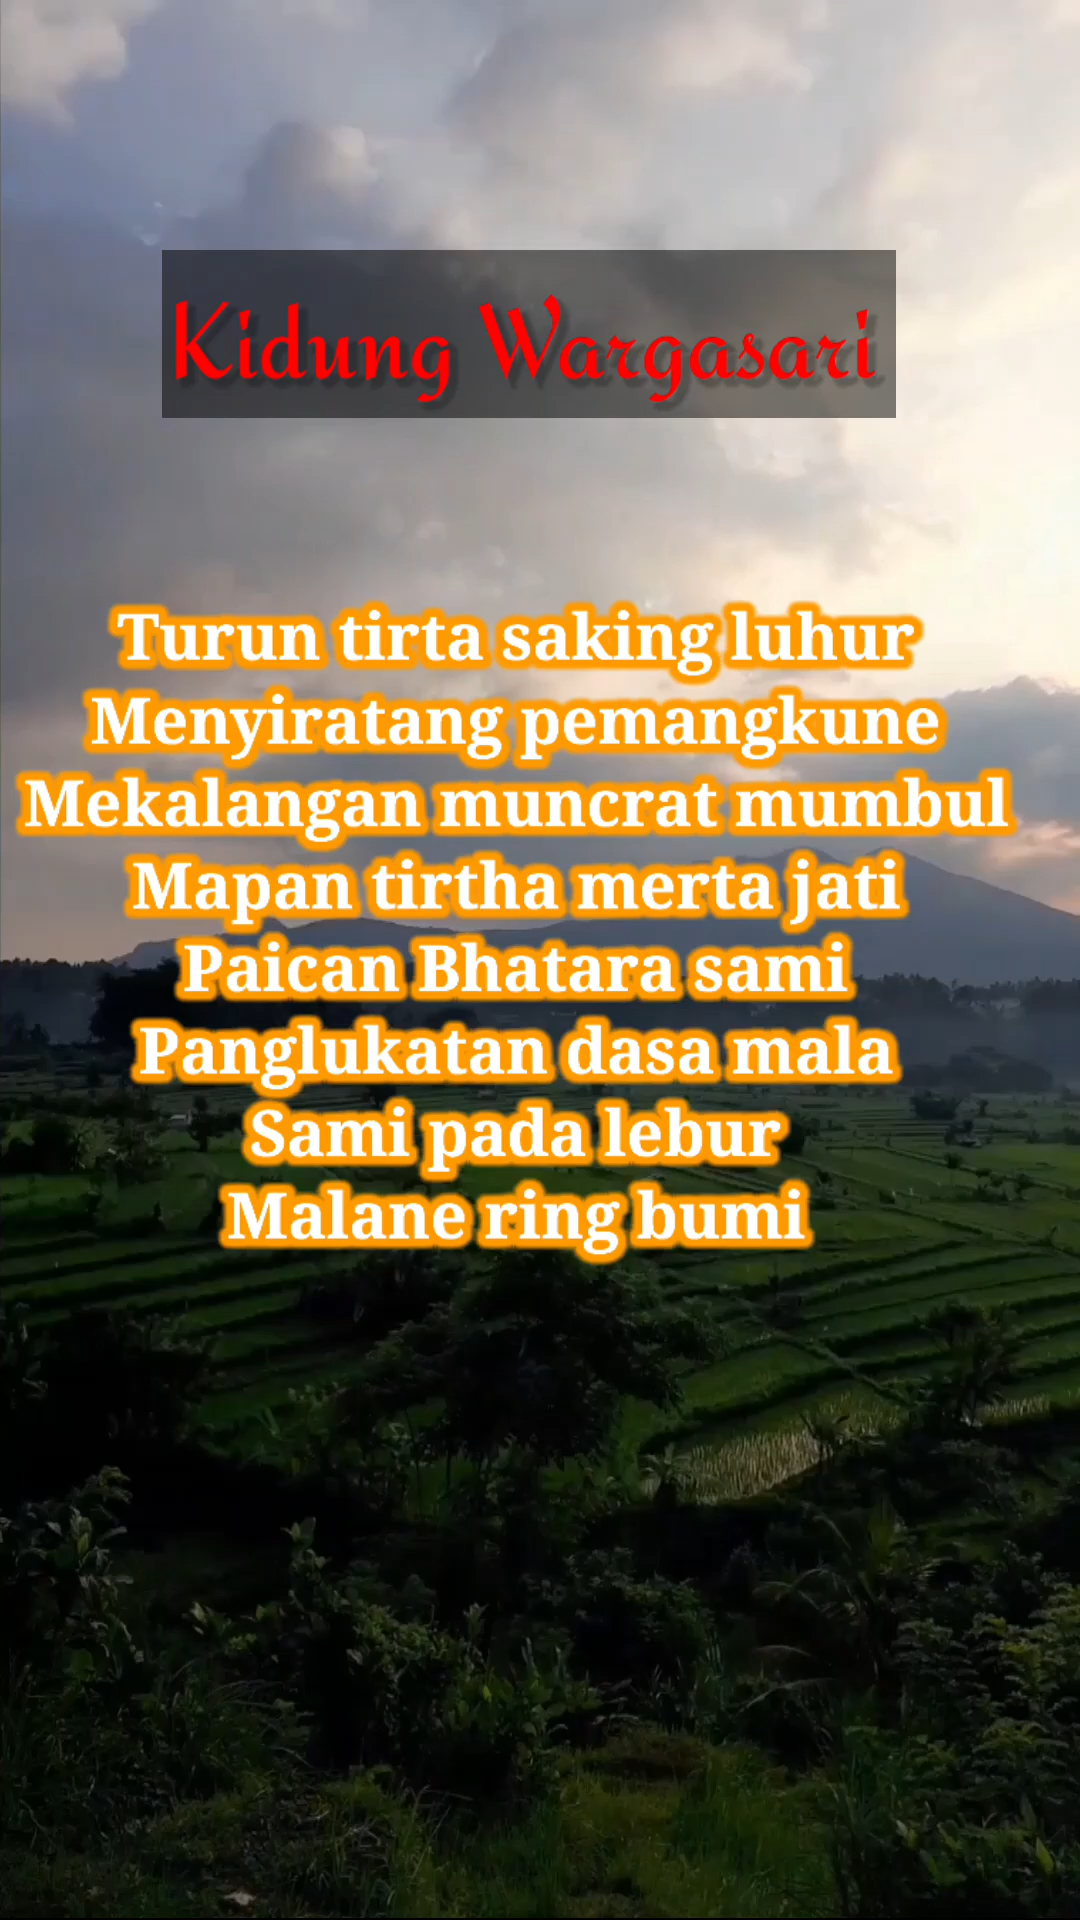 Kidung Wargasari
Turun tirta saking luhur
Menyiratang pemangkune
Mekalangan muncrat mumbul
Mapan tirtha merta jati
Paican Bhatara sami
Panglukatan dasa mala
Sami pada lebur
Malane ring bumi